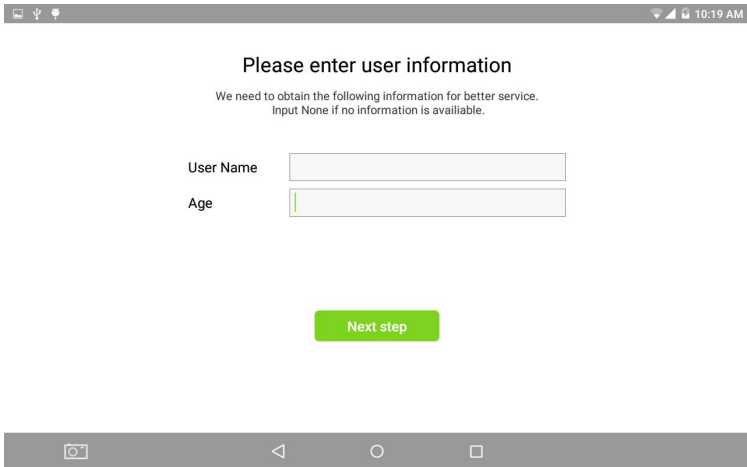 10:19 AM
Please enter user information
We need to obtain the following information for better service.
Input None if no information is availiable.
User Name
Age
Next step